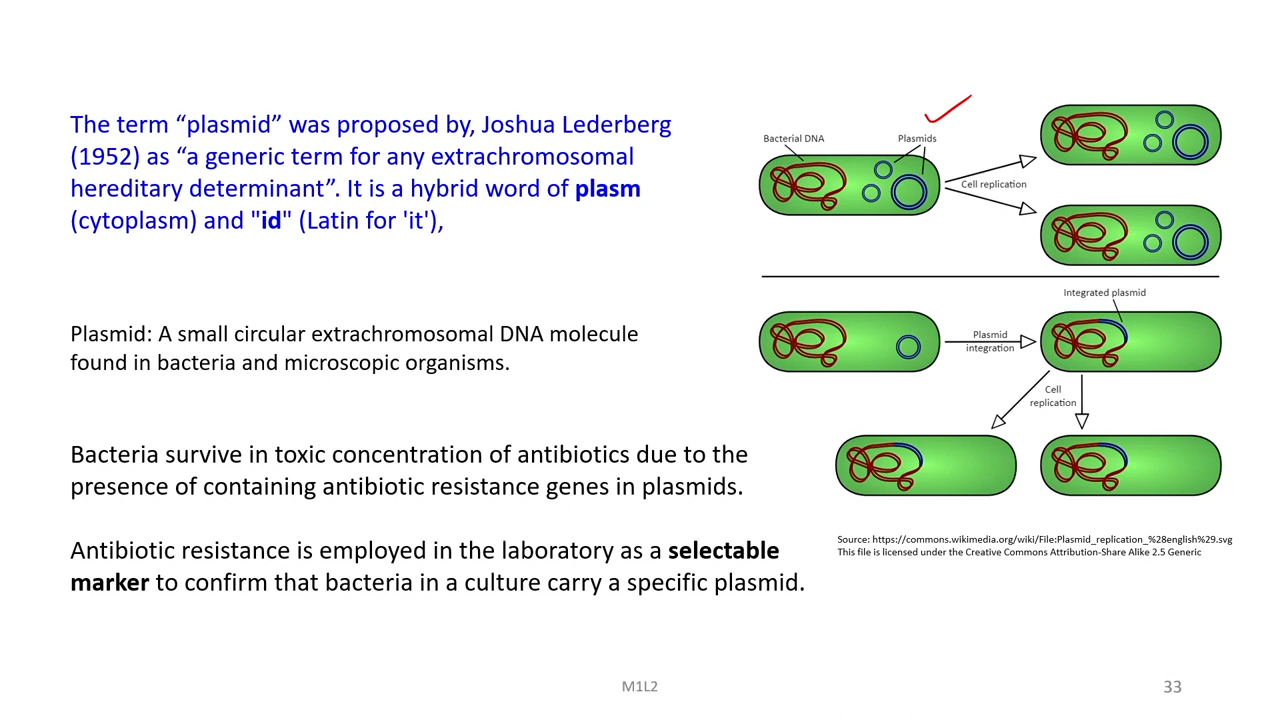 The term “plasmid” was proposed by, Joshua Lederberg
(1952) as “a generic term for any extrachromosomal
hereditary determinant”. It is a hybrid word of plasm
(cytoplasm) and "id" (Latin for 'it'),
Plasmid: A small circular extrachromosomal DNA molecule
found in bacteria and microscopic organisms.
Bacteria survive in toxic concentration of antibiotics due to the
presence of containing antibiotic resistance genes in plasmids.
Antibiotic resistance is employed in the laboratory as a selectable
marker to confirm that bacteria in a culture carry a specific plasmid.
Bacterial DNA
Plasmids
Cell replication
Integrated plasmid
Plasmid
integration
Cell
replication
Source: https://commons.wikimedia.org/wiki/File:Plasmid_replication_%28english%29.svg
This file is licensed under the Creative Commons Attribution-Share Alike 2.5 Generic
M1L2
33